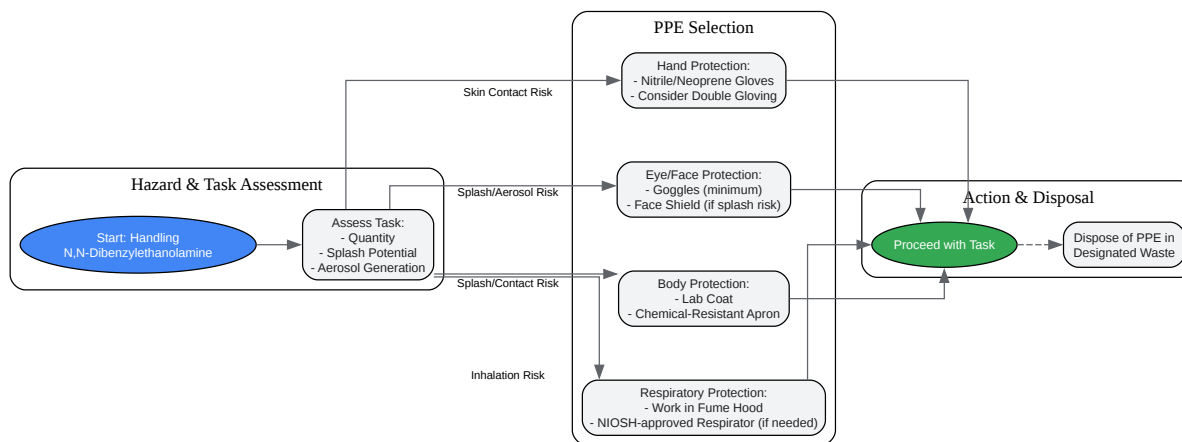 Hazard & Task Assessment
Start: Handling
N,N-Dibenzylethanolamine
Assess Task:
- Quantity
- Splash Potential
- Aerosol Generation
Skin Contact Risk
Splash/Aerosol Risk
Splash/Contact Risk
Inhalation Risk
PPE Selection
Hand Protection:
- Nitrile/Neoprene Gloves
- Consider Double Gloving
Eye/Face Protection:
- Goggles (minimum)
- Face Shield (if splash risk)
Body Protection:
- Lab Coat
- Chemical-Resistant Apron
Respiratory Protection:
- Work in Fume Hood
- NIOSH-approved Respirator (if needed)
Action & Disposal
Proceed with Task
Dispose of PPE in
Designated Waste